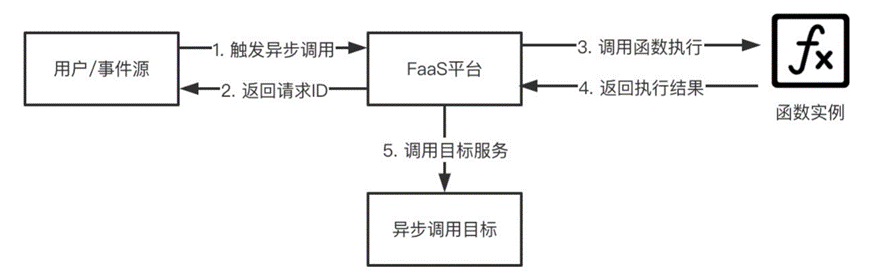 用户/事件源
1. 触发异步调用
2. 返回请求ID
FaaS平台
3. 调用函数执行
4. 返回执行结果
fx
函数实例
5. 调用目标服务
异步调用目标